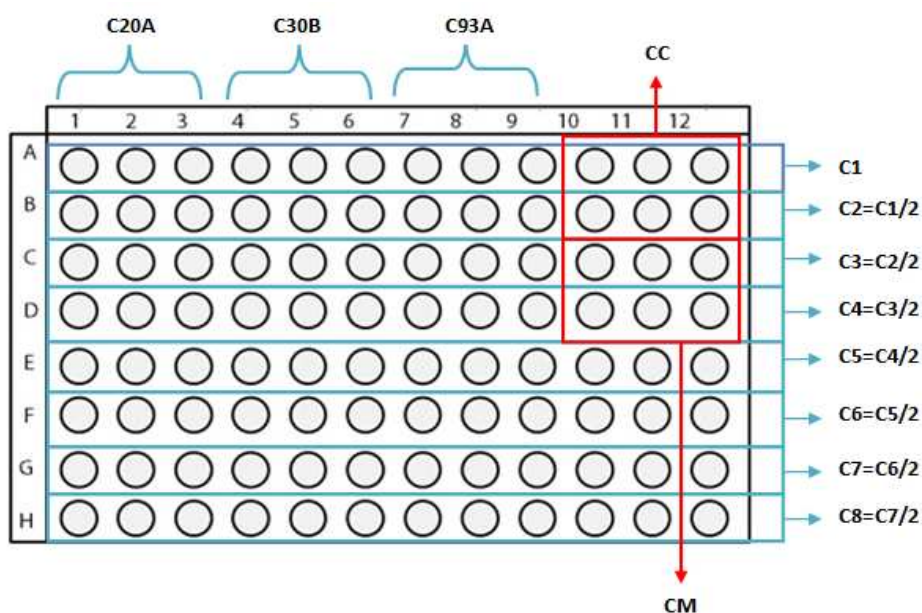 C20A C30B C93A
CC
1 2 3 4 5 6 7 8 9 10 11 12
A C1
B C2=C1/2
C C3=C2/2
D C4=C3/2
E C5=C4/2
F C6=C5/2
G C7=C6/2
H C8=C7/2
CM